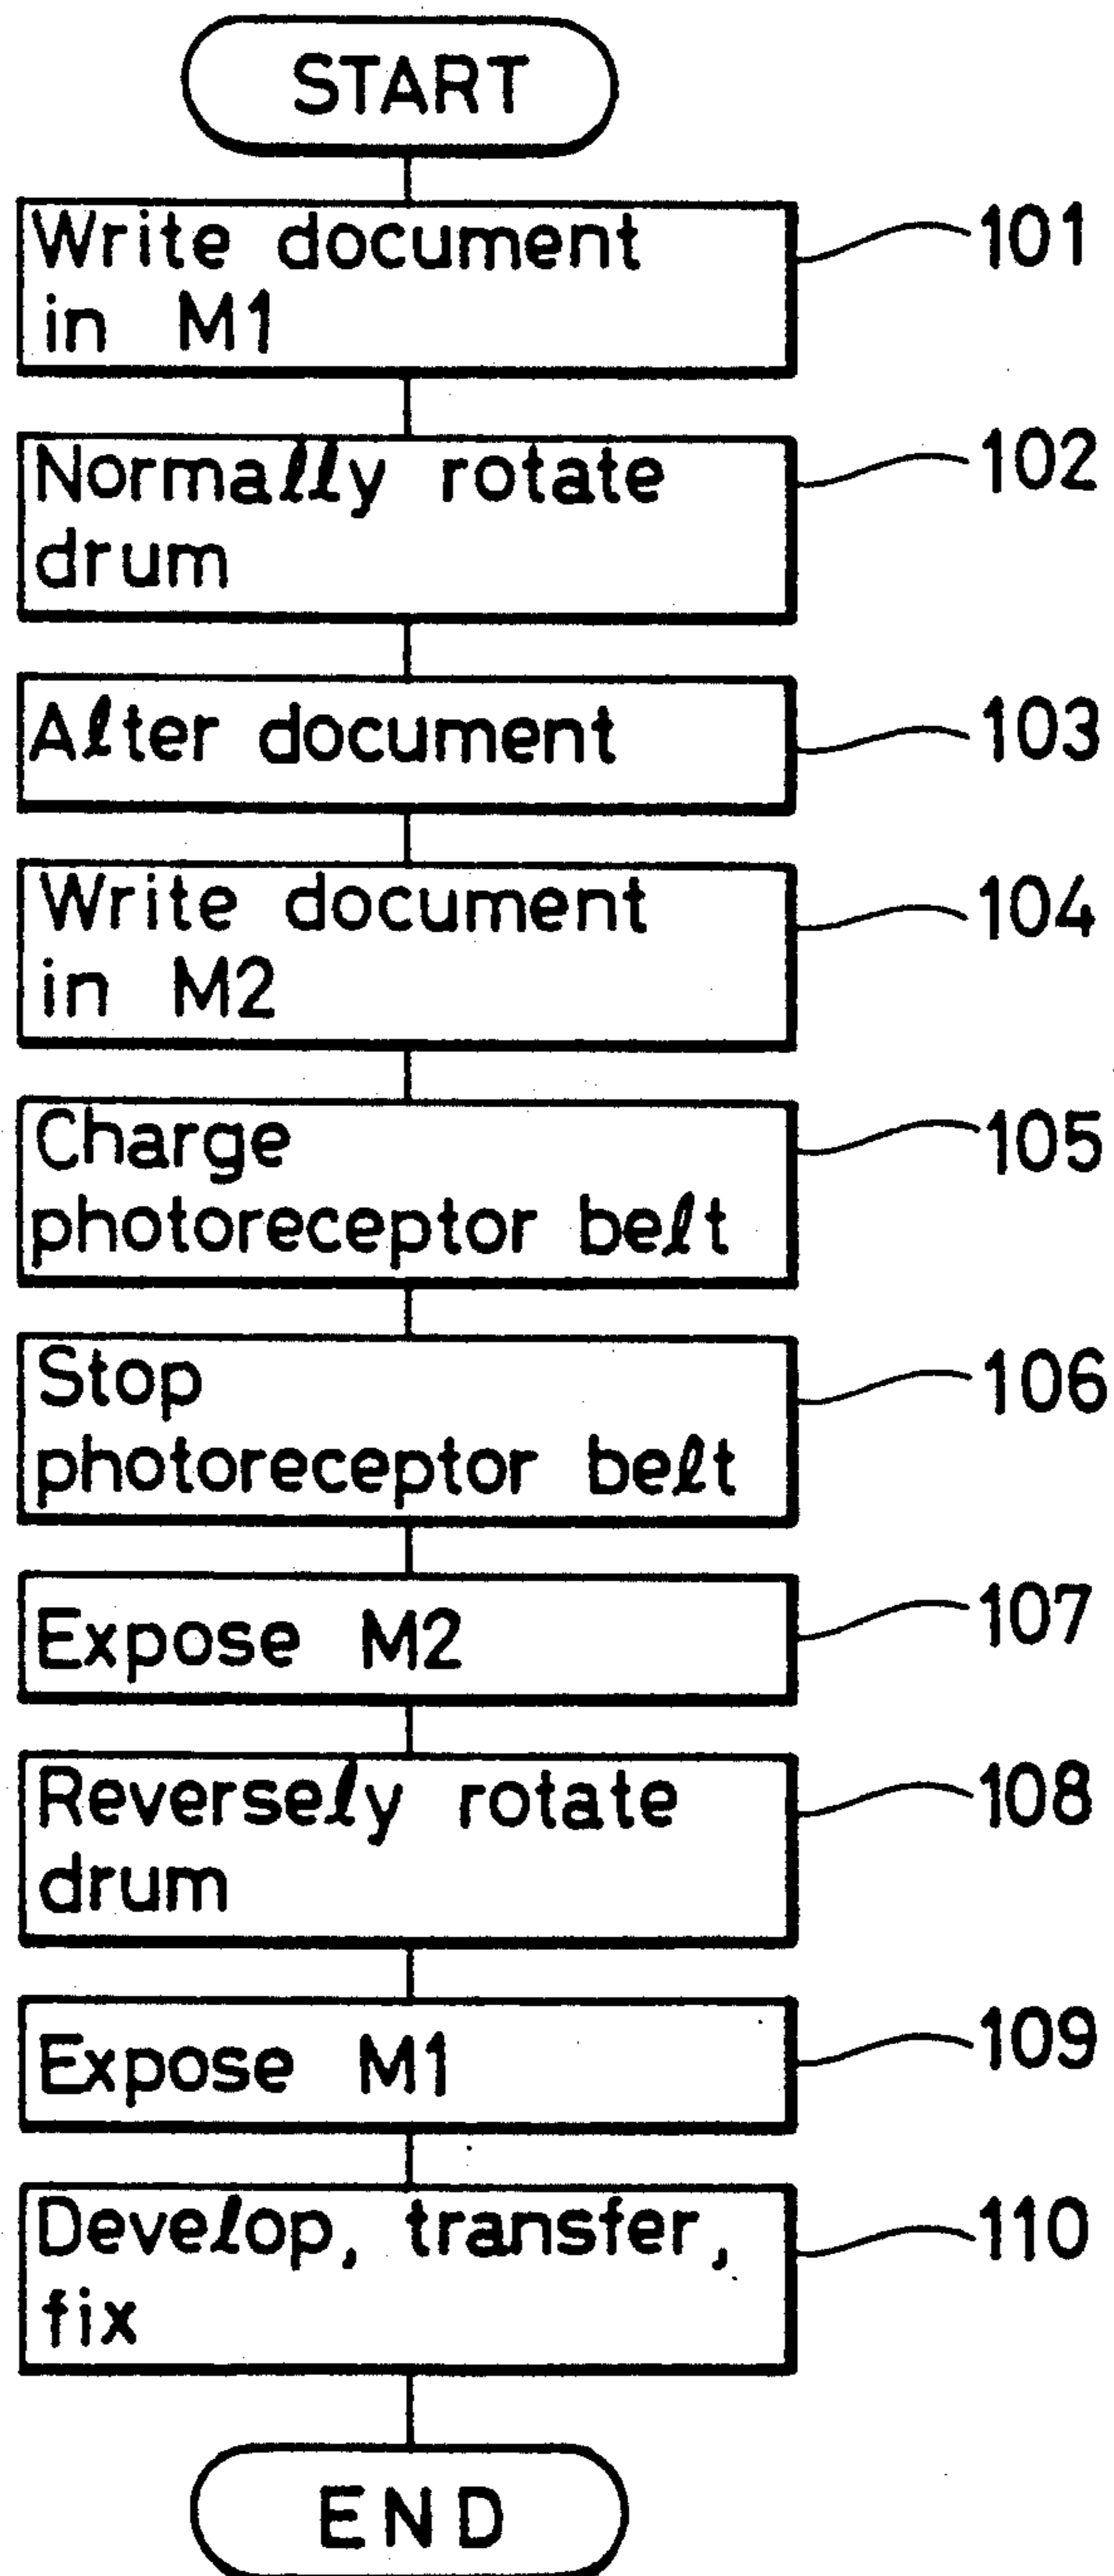 START
Write document
in M1
101
Normally rotate
drum
102
Alter document
103
Write document
in M2
104
Charge
photoreceptor belt
105
Stop
photoreceptor belt
106
Expose M2
107
Reversely rotate
drum
108
Expose M1
109
Develop, transfer,
fix
110
END